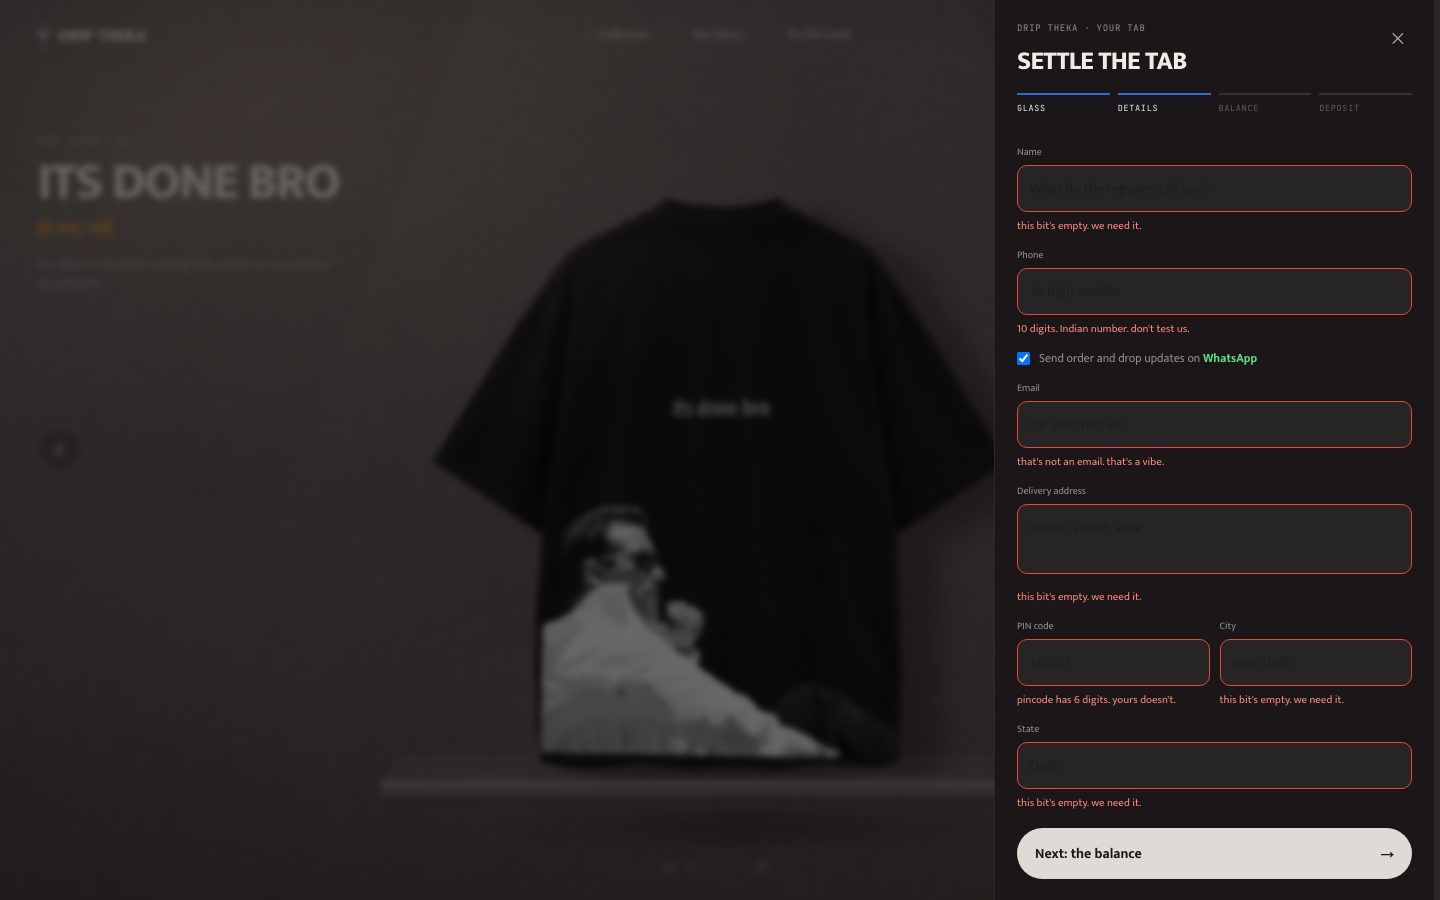 DRIP THEKA · YOUR TAB
SETTLE THE TAB
GLASS
DETAILS
BALANCE
DEPOSIT
DRIP THEKA
ITS DONE BRO
its done bro
Name
What do the regulars call you?
this bit's empty. we need it.
Phone
10-digit mobile
10 digits. Indian number. don't test us.
Send order and drop updates on WhatsApp
Email
for your receipt
that's not an email. that's a vibe.
Delivery address
House, street, area
this bit's empty. we need it.
PIN code
City
110001
New Delhi
pincode has 6 digits. yours doesn't.
this bit's empty. we need it.
State
Delhi
this bit's empty. we need it.
Next: the balance →